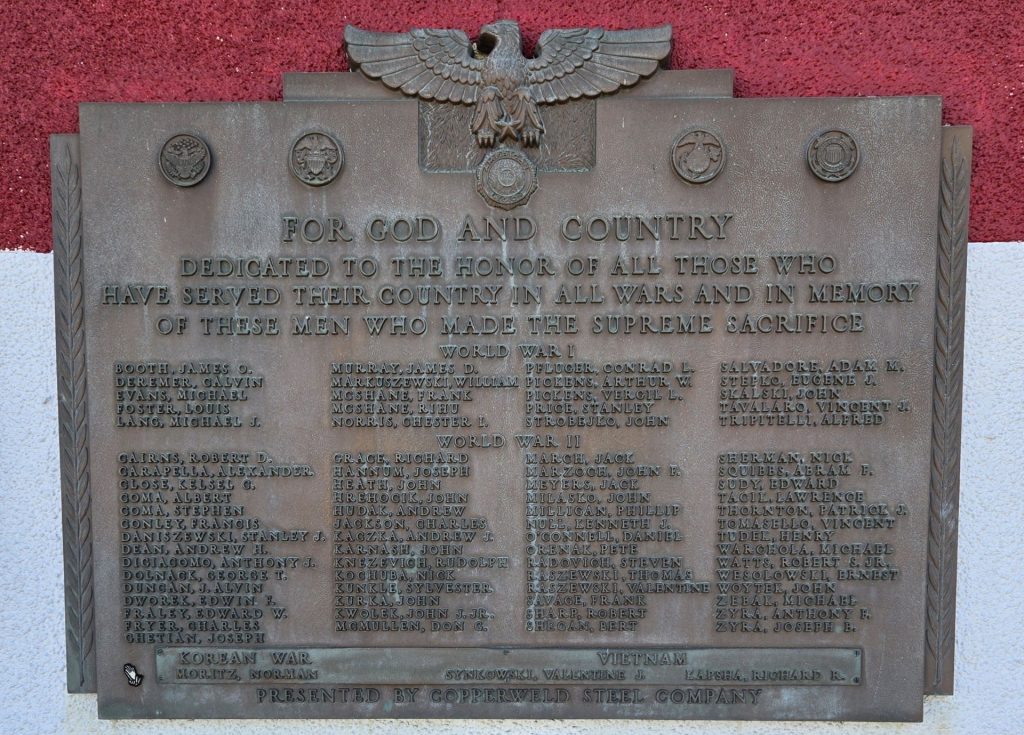 FOR GOD AND COUNTRY
DEDICATED TO THE HONOR OF ALL THOSE WHO
HAVE SERVED THEIR COUNTRY IN ALL WARS AND IN MEMORY
OF THESE MEN WHO MADE THE SUPREME SACRIFICE
WORLD WAR I
BOOTH, JAMES O. MURRAY, JAMES D. PFLUGER, CONRAD L. SALVADORE, ADAM M.
DEREMER, CALVIN MARKUSZEWSKI, WILLIAM PICKENS, ARTHUR W. STEPKO, EUGENE J.
EVANS, MICHAEL MCSHANE, FRANK PICKENS, VERGIL L. SKALSKI, JOHN
FOSTER, LOUIS MCSHANE, RIHU PRICE, STANLEY TAVALARO, VINCENT J.
LANG, MICHAEL J. NORRIS, CHESTER I. STROBEJKO, JOHN TRIPITELLI, ALFRED
WORLD WAR II
CAIRNS, ROBERT D. GRACE, RICHARD MARCH, JACK SHERMAN, NICK
CARAPELLA, ALEXANDER HANNUM, JOSEPH MARZOCH, JOHN F. SQUIBBS, ABRAM F.
CLOSE, KELSEL C. HEATH, JOHN MEYERS, JACK SUDY, EDWARD
COMA, ALBERT HREHOCIK, JOHN MILASKO, JOHN TACIL, LAWRENCE
COMA, STEPHEN HUDAK, ANDREW MILLIGAN, PHILLIP THORNTON, PATRICK J.
CONLEY, FRANCIS JACKSON, CHARLES NULL, KENNETH J. TOMASELLO, VINCENT
DANISZEWSKI, STANLEY J. KACZKA, ANDREW J. O'CONNELL, DANIEL TUDEL, HENRY
DEAN, ANDREW H. KARNASH, JOHN ORENAK, PETE WARGHOLA, MICHAEL
DIGIACOMO, ANTHONY J. KNEZEVICH, RUDOLPH RADOVICH, STEVEN WATTS, ROBERT S. JR.
DOLNACK, GEORGE T. KOCHUBA, NICK RASZEWSKI, THOMAS WESOLOWSKI, ERNEST
DUNCAN, J. ALVIN KUNKLE, SYLVESTER RASZEWSKI, VALENTINE WOYTEK, JOHN
DWOREK, EDWIN F. KURKA, JOHN SAVAGE, FRANK MICHAEL
FRALEY, EDWARD W. KWOLEK, JOHN J. JR. SHARP, ROBERT ZYRA, ANTHONY F.
FRYER, CHARLES MCMULLEN, DON C. SHROAN, BERT ZYRA, JOSEPH E.
GHETIAN, JOSEPH
KOREAN WAR VIETNAM
MORITZ, NORMAN SYNKOWSKI, VALENTINE J. KAPSHA, RICHARD R.
PRESENTED BY COPPERWELD STEEL COMPANY